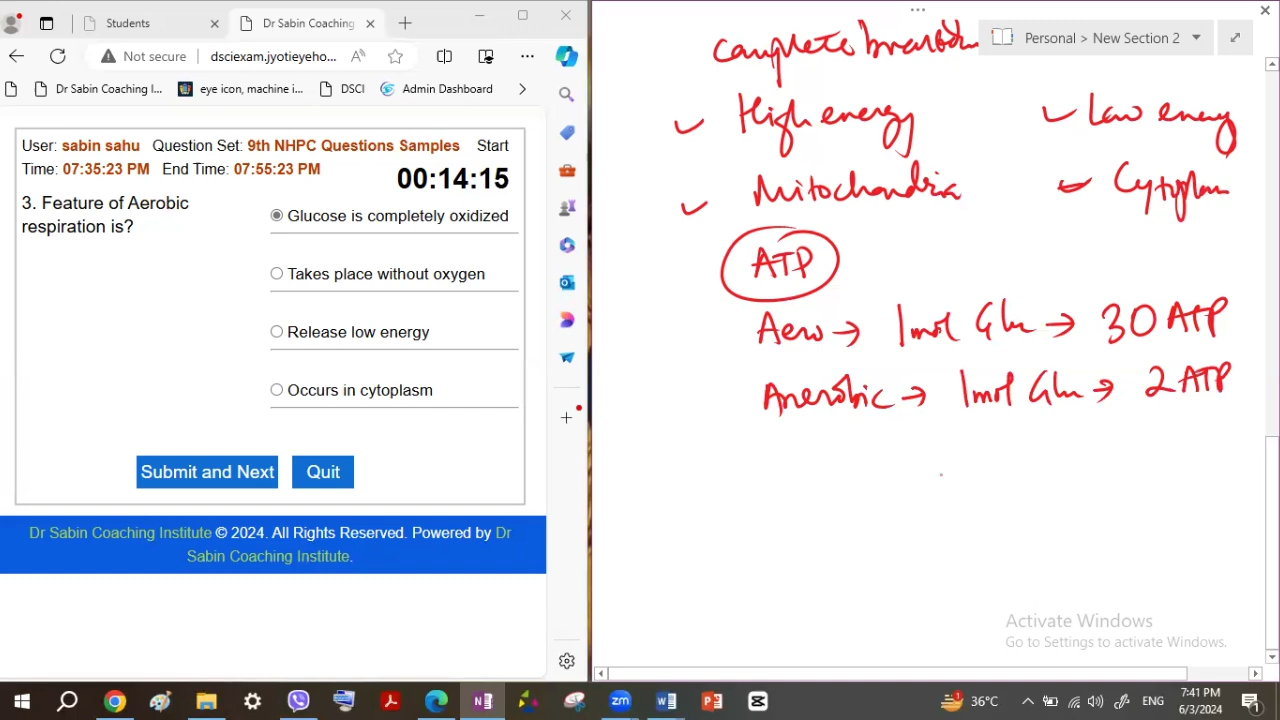 Students
Dr Sabin Coaching
Not secure
dsciexam.jyotieyeho...
Dr Sabin Coaching I...
eye icon, machine i...
DSCI
Admin Dashboard
User: sabin sahu Question Set: 9th NHPC Questions Samples Start
Time: 07:35:23 PM End Time: 07:55:23 PM
00:14:15
3. Feature of Aerobic
respiration is?
Glucose is completely oxidized
Takes place without oxygen
Release low energy
Occurs in cytoplasm
Submit and Next
Quit
Dr Sabin Coaching Institute © 2024. All Rights Reserved. Powered by Dr
Sabin Coaching Institute.
Personal > New Section 2
complete
High energy
Low energy
Mitochondria
Cytoplasm
ATP
Aero → 1mol Glu → 30 ATP
Anerobic → 1mol Glu → 2 ATP
Activate Windows
Go to Settings to activate Windows.
zm
36°C
ENG
7:41 PM
6/3/2024